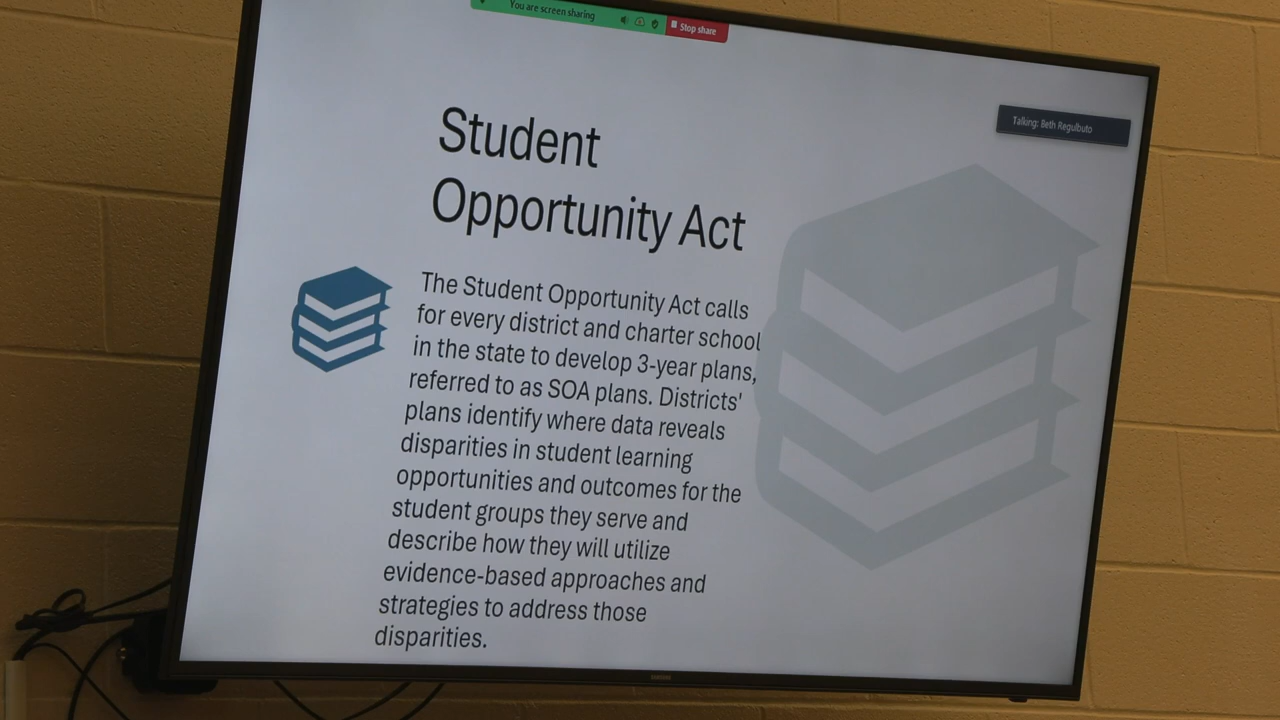 You are screen sharing
Stop share
Talking: Beth Regulbuto
Student
Opportunity Act
The Student Opportunity Act calls
for every district and charter school
in the state to develop 3-year plans,
referred to as SOA plans. Districts'
plans identify where data reveals
disparities in student learning
opportunities and outcomes for the
student groups they serve and
describe how they will utilize
evidence-based approaches and
strategies to address those
disparities.
SAMSUNG